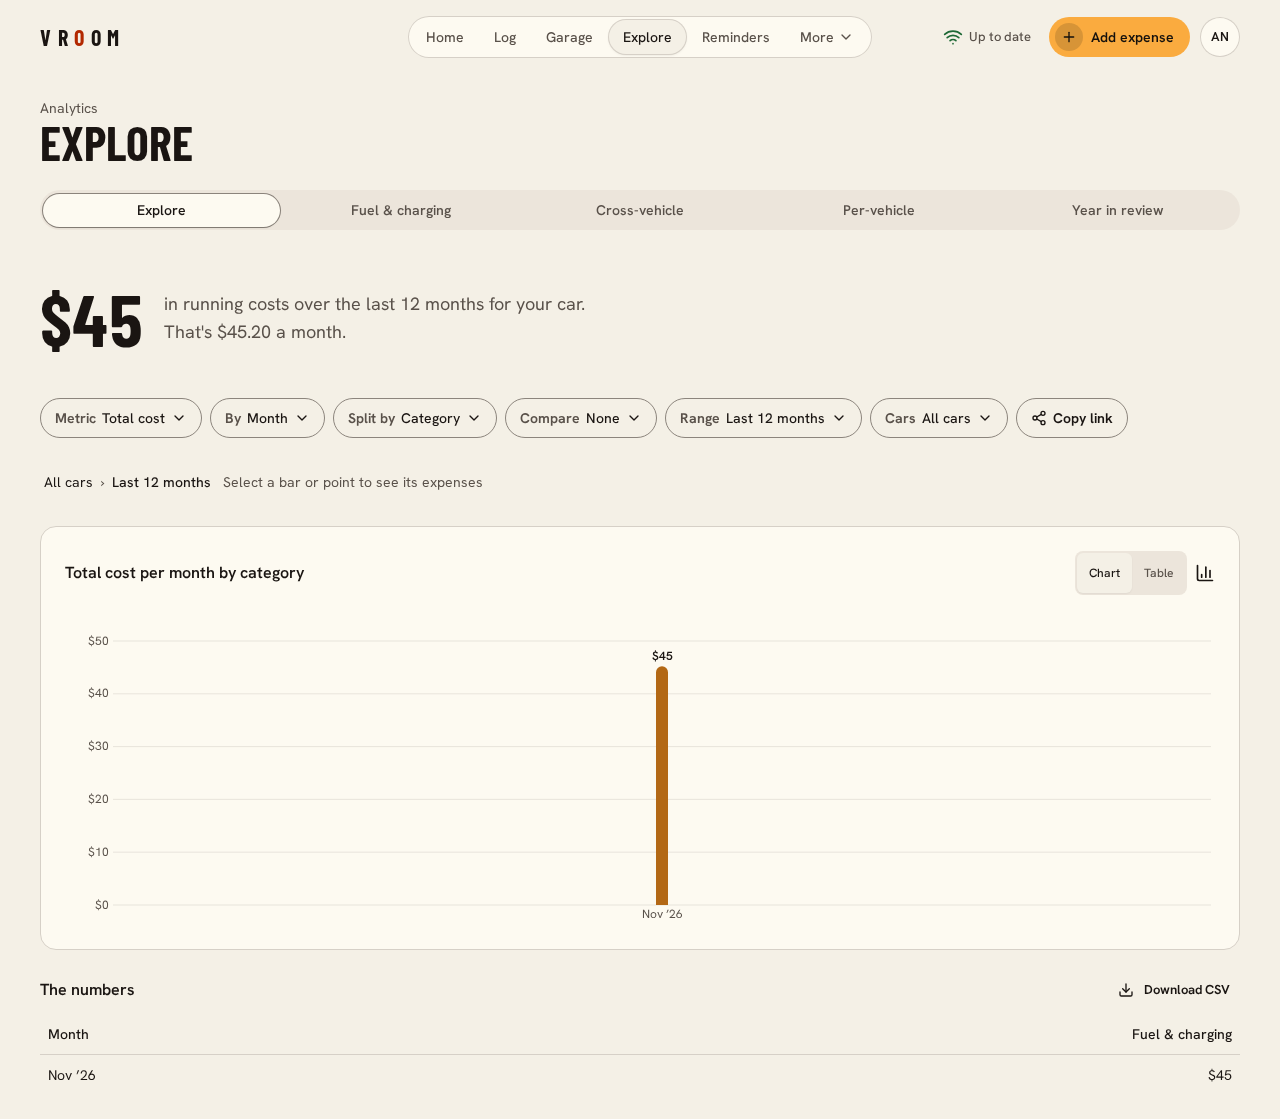 VROOM
Home Log Garage Explore Reminders More
Up to date
Add expense
AN
Analytics
EXPLORE
Explore Fuel & charging Cross-vehicle Per-vehicle Year in review
$45
in running costs over the last 12 months for your car.
That's $45.20 a month.
Metric Total cost By Month Split by Category Compare None Range Last 12 months Cars All cars Copy link
All cars › Last 12 months Select a bar or point to see its expenses
Total cost per month by category
Chart Table
$50
$45
$40
$30
$20
$10
$0
Nov ’26
The numbers
Download CSV
Month Fuel & charging
Nov ’26 $45